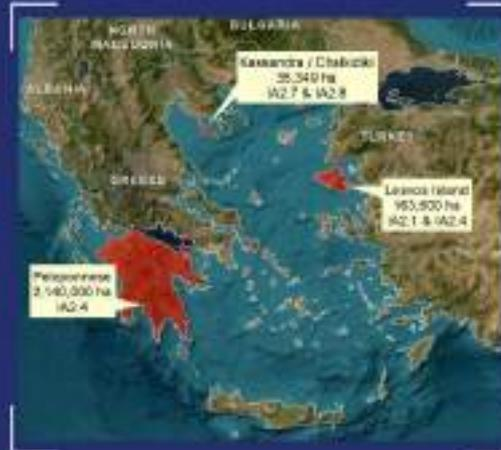 NORTH
MACEDONIA
BULGARIA
ALBANIA
Kassandra / Chalkidiki
35,349 ha
IA2.7 & IA2.8
TURKEY
GREECE
Lesvos Island
163,600 ha
IA2.1 & IA2.4
Peloponnese
2,140,000 ha
IA2.4